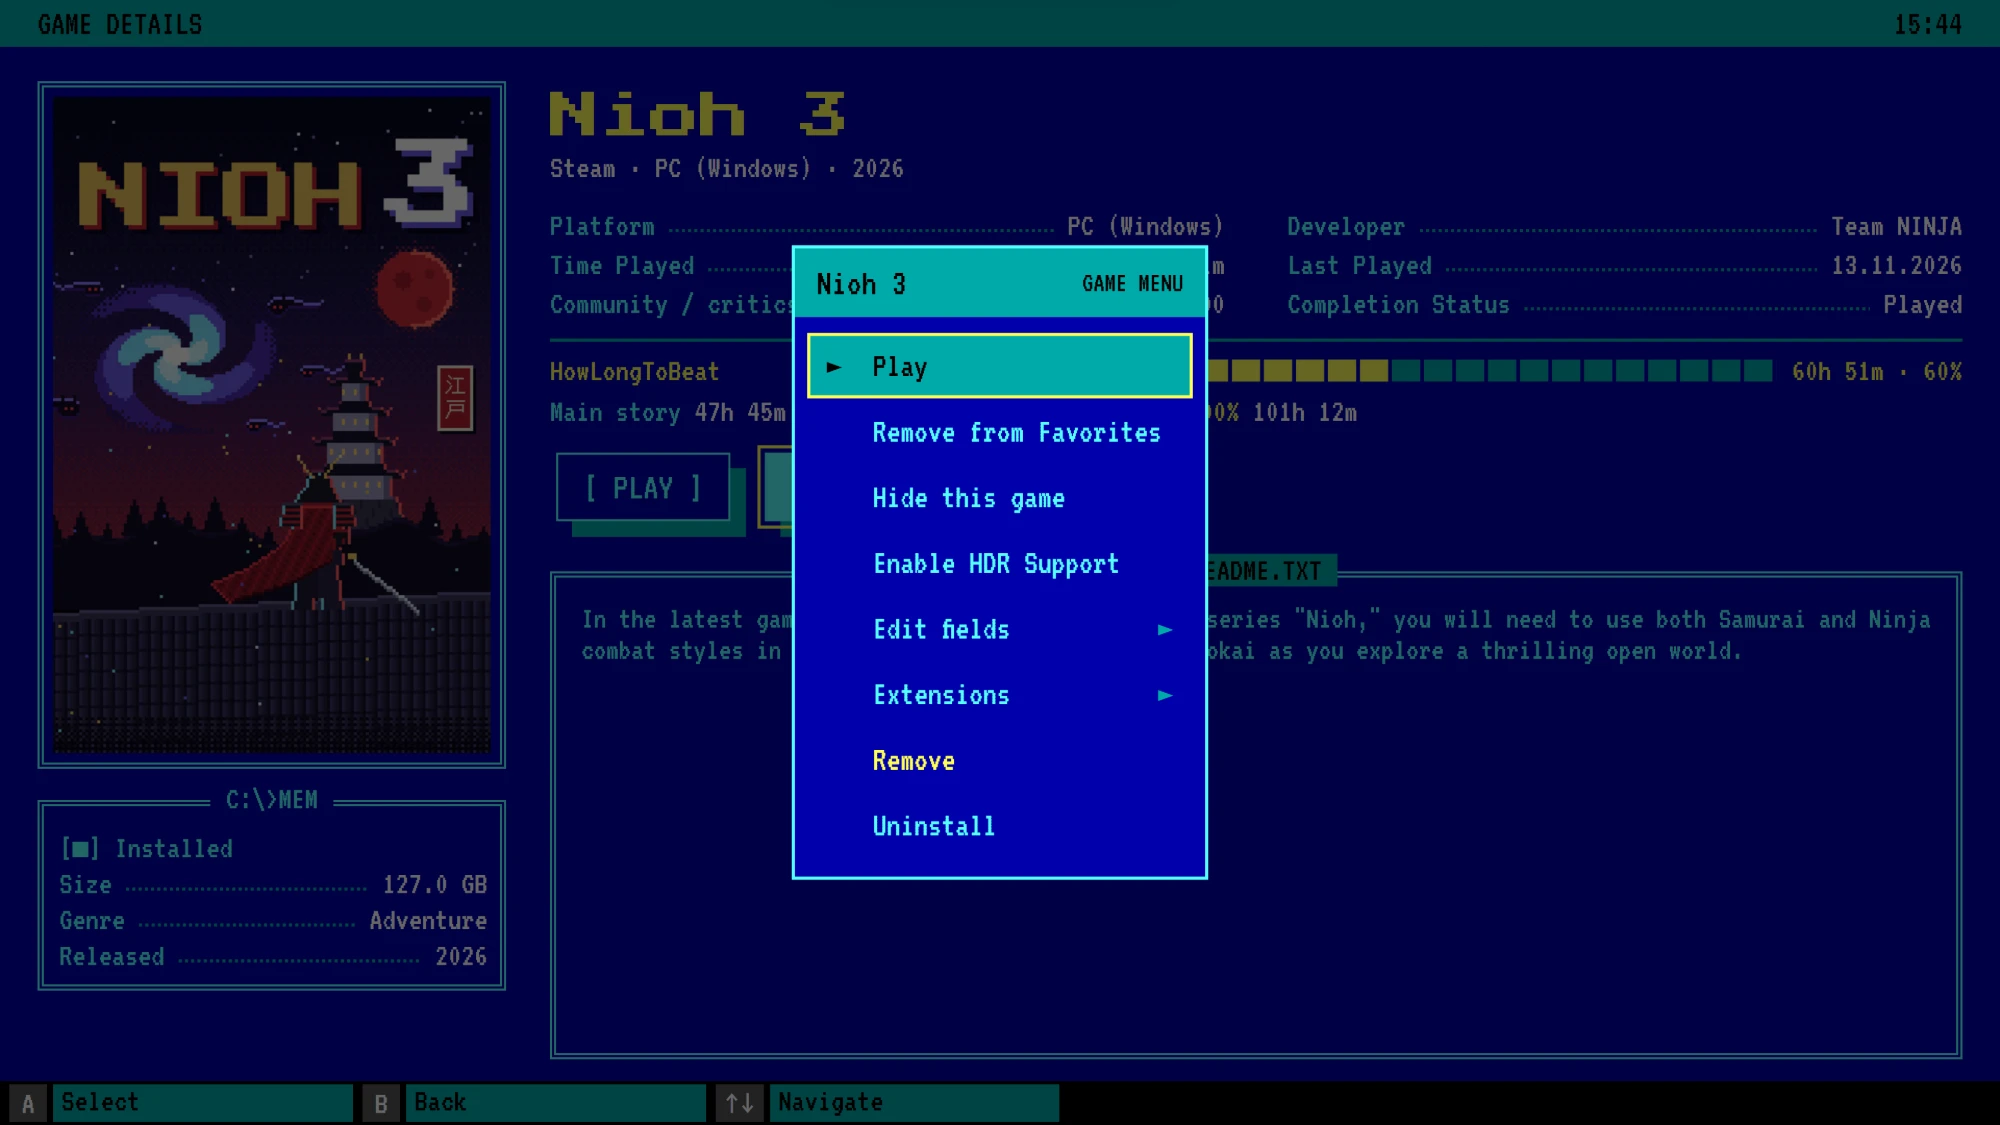 GAME DETAILS
15:44
NIOH 3
江戸
Nioh 3
Steam · PC (Windows) · 2026
Platform PC (Windows)
Developer Team NINJA
Time Played
Last Played 13.11.2026
Community / critics
Completion Status Played
HowLongToBeat
60h 51m · 60%
Main story 47h 45m
101h 12m
[ PLAY ]
Nioh 3
GAME MENU
► Play
Remove from Favorites
Hide this game
Enable HDR Support
Edit fields ►
Extensions ►
Remove
Uninstall
EADME.TXT
In the latest gam series "Nioh," you will need to use both Samurai and Ninja
combat styles in okai as you explore a thrilling open world.
C:\>MEM
[■] Installed
Size 127.0 GB
Genre Adventure
Released 2026
A Select
B Back
↑↓ Navigate